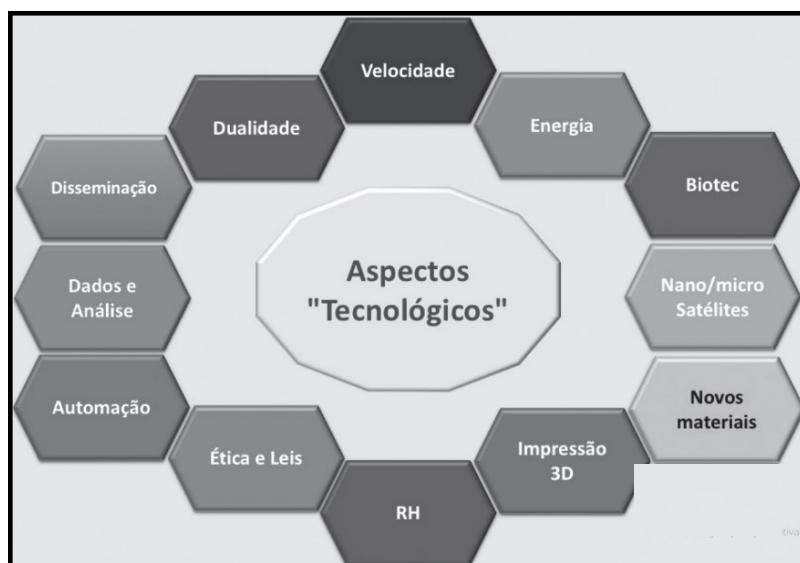 Velocidade
Dualidade
Energia
Disseminação
Biotec
Aspectos
"Tecnológicos"
Dados e
Análise
Nano/micro
Satélites
Automação
Novos
materiais
Ética e Leis
Impressão
3D
RH